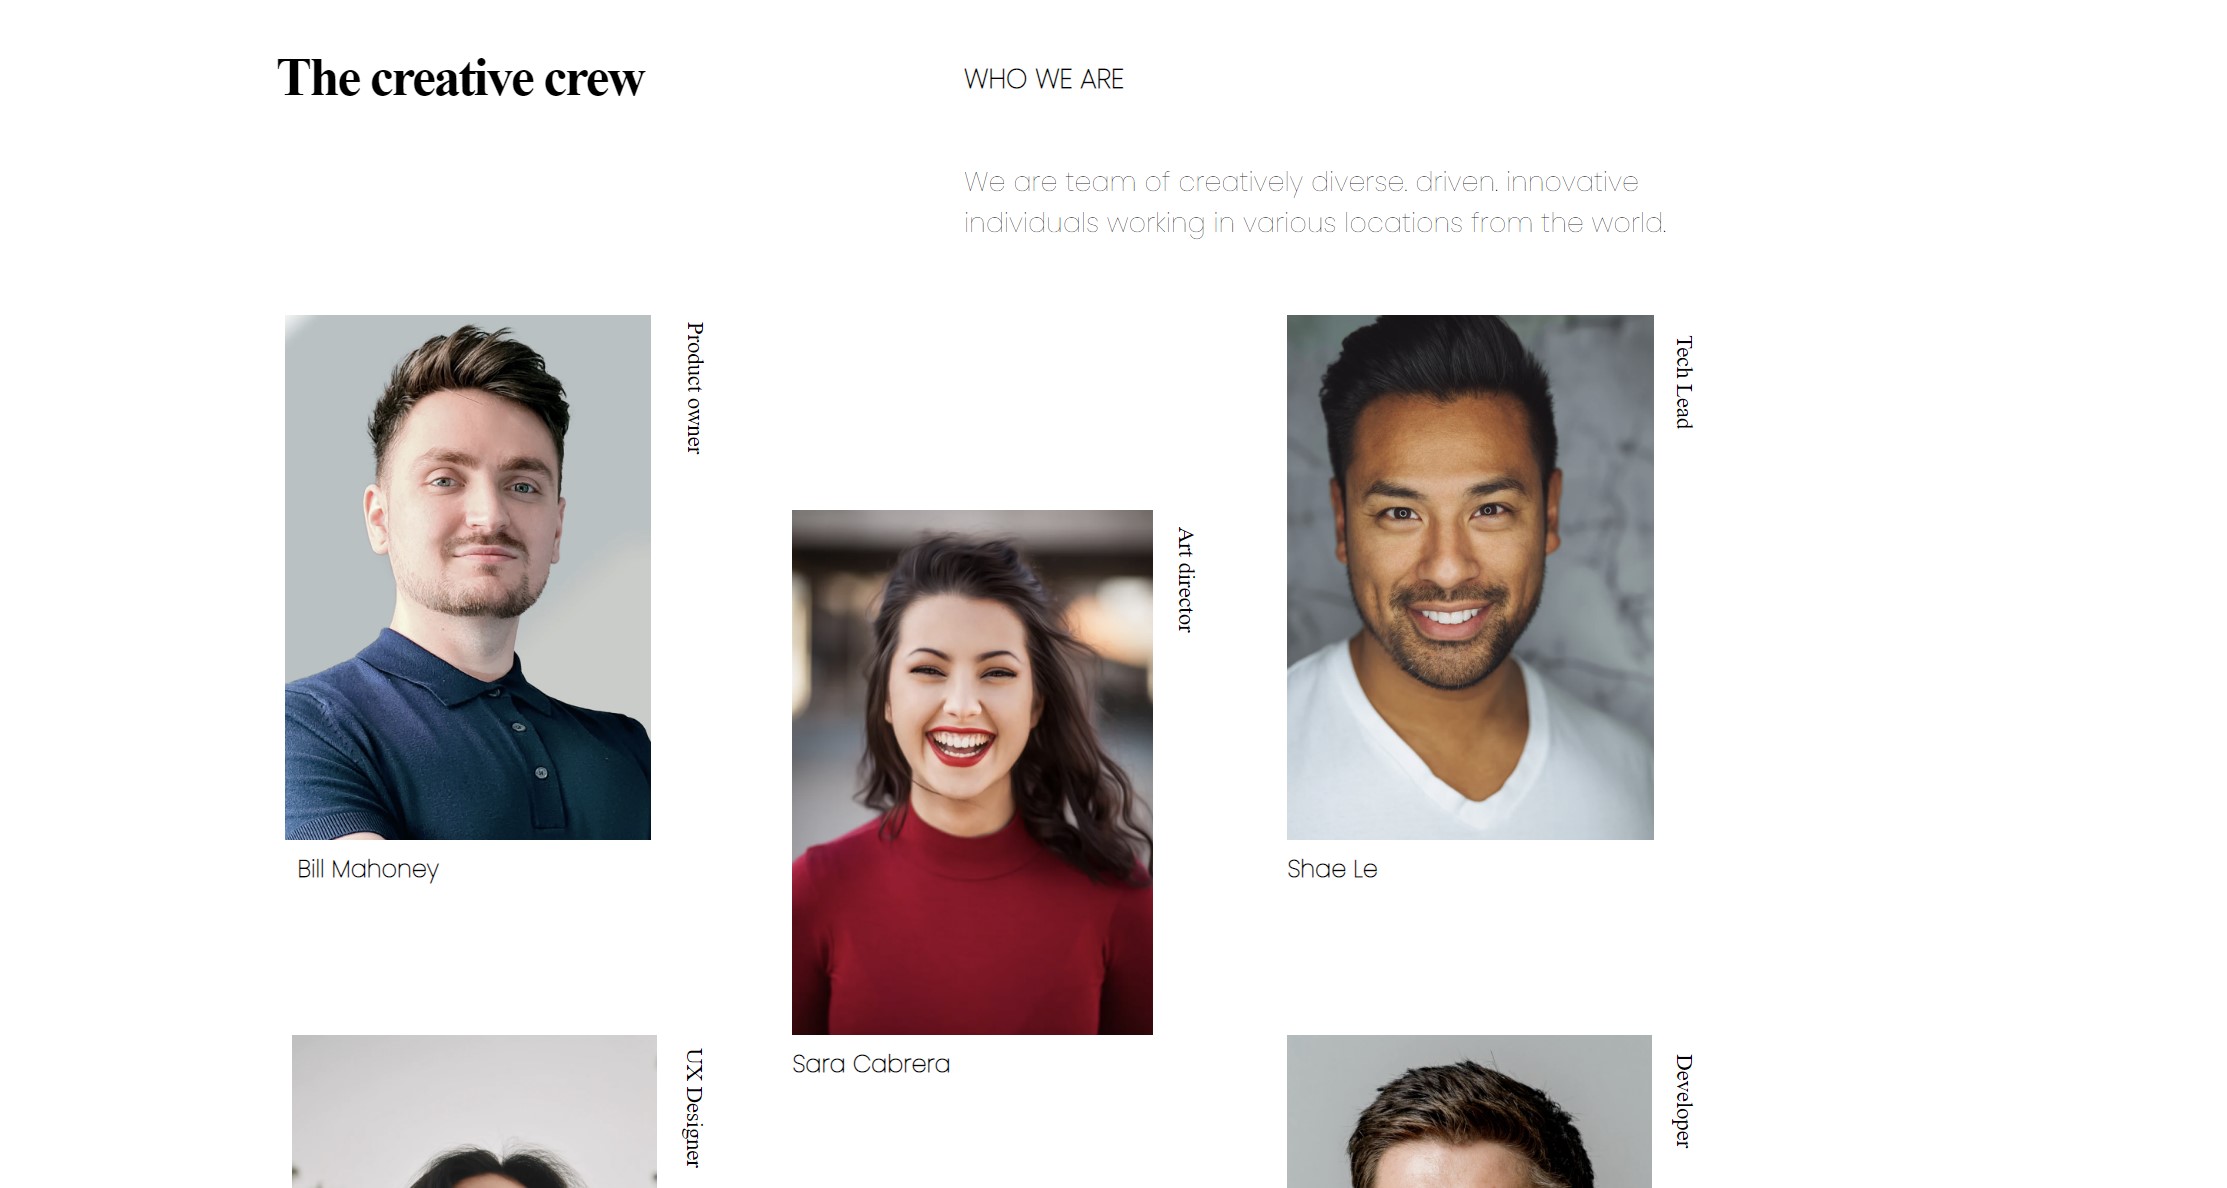 The creative crew
WHO WE ARE
We are team of creatively diverse. driven. innovative
individuals working in various locations from the world.
Product owner
Bill Mahoney
Art director
Sara Cabrera
Tech Lead
Shae Le
UX Designer
Developer